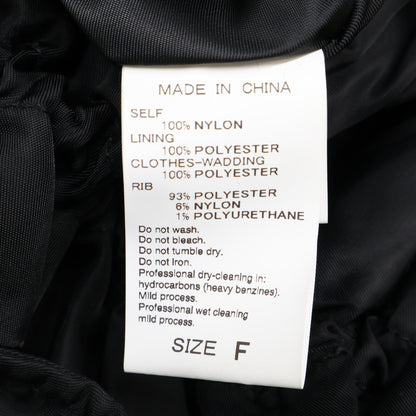 MADE IN CHINA
SELF
100% NYLON
LINING
100% POLYESTER
CLOTHES-WADDING
100% POLYESTER
RIB
93% POLYESTER
6% NYLON
1% POLYURETHANE
Do not wash.
Do not bleach.
Do not tumble dry.
Do not iron.
Professional dry-cleaning in:
hydrocarbons (heavy benzines).
Mild process.
Professional wet cleaning
mild process.
SIZE F